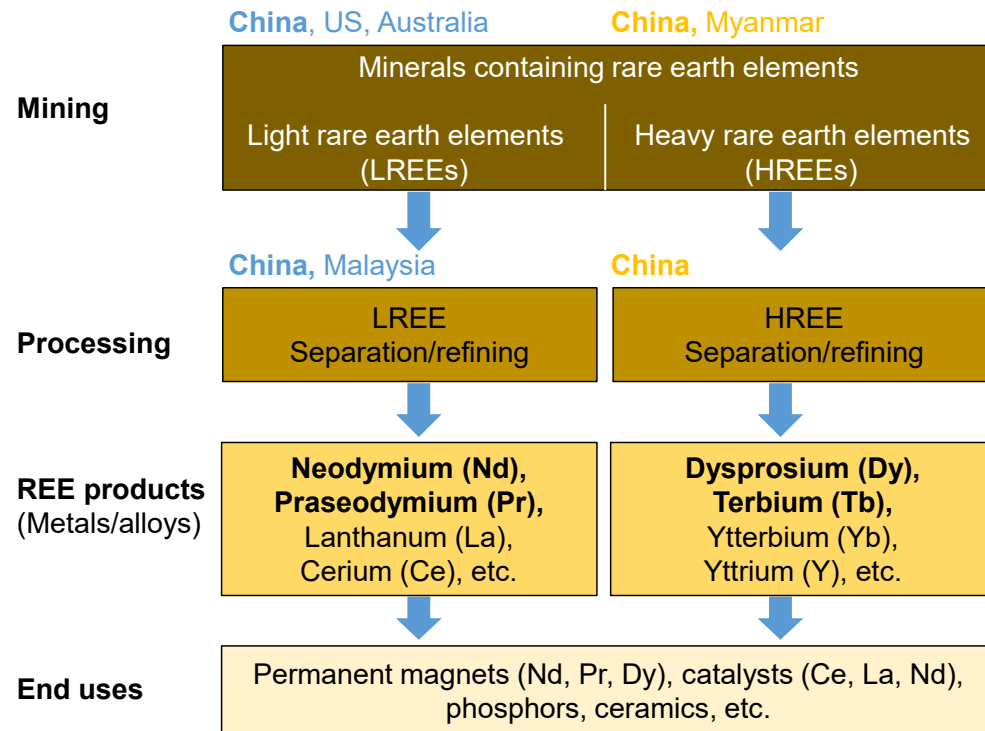 China, US, Australia
China, Myanmar
Mining
Minerals containing rare earth elements
Light rare earth elements
(LREEs)
Heavy rare earth elements
(HREEs)
China, Malaysia
China
Processing
LREE
Separation/refining
HREE
Separation/refining
REE products
(Metals/alloys)
Neodymium (Nd),
Praseodymium (Pr),
Lanthanum (La),
Cerium (Ce), etc.
Dysprosium (Dy),
Terbium (Tb),
Ytterbium (Yb),
Yttrium (Y), etc.
End uses
Permanent magnets (Nd, Pr, Dy), catalysts (Ce, La, Nd),
phosphors, ceramics, etc.